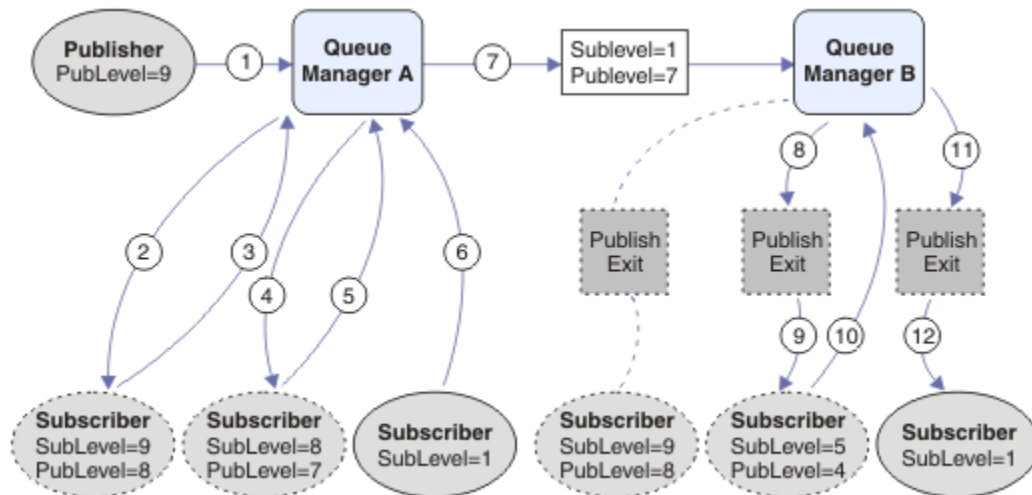 Publisher
PubLevel=9
1
Queue
Manager A
7
Sublevel=1
Publevel=7
Queue
Manager B
2
3
4
5
6
8
11
Publish
Exit
Publish
Exit
Publish
Exit
9
10
12
Subscriber
SubLevel=9
PubLevel=8
Subscriber
SubLevel=8
PubLevel=7
Subscriber
SubLevel=1
Subscriber
SubLevel=9
PubLevel=8
Subscriber
SubLevel=5
PubLevel=4
Subscriber
SubLevel=1